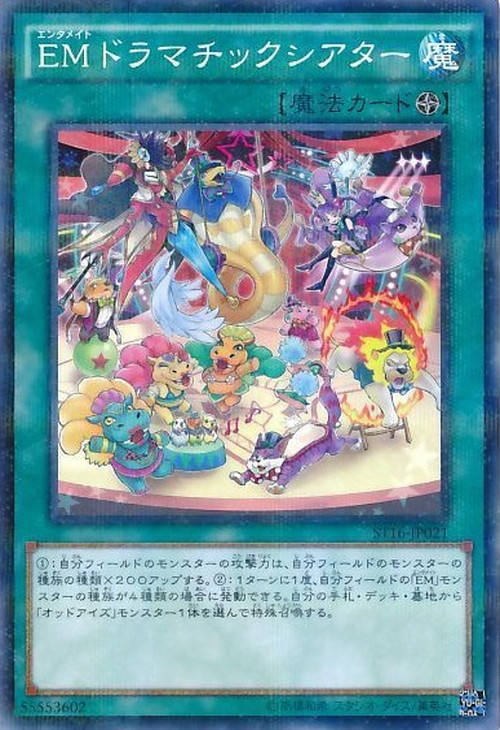 エンタメイト
EMドラマチックシアター
魔
【魔法カード】
ST16-JP021
①:自分フィールドのモンスターの攻撃力は、自分フィールドのモンスターの
種族の種類×200アップする。②:1ターンに1度、自分フィールドの「EM」モン
スターの種族が4種類の場合に発動できる。自分の手札・デッキ・墓地から
「オッドアイズ」モンスター1体を選んで特殊召喚する。
55553602
©高橋和希 スタジオ・ダイス/集英社